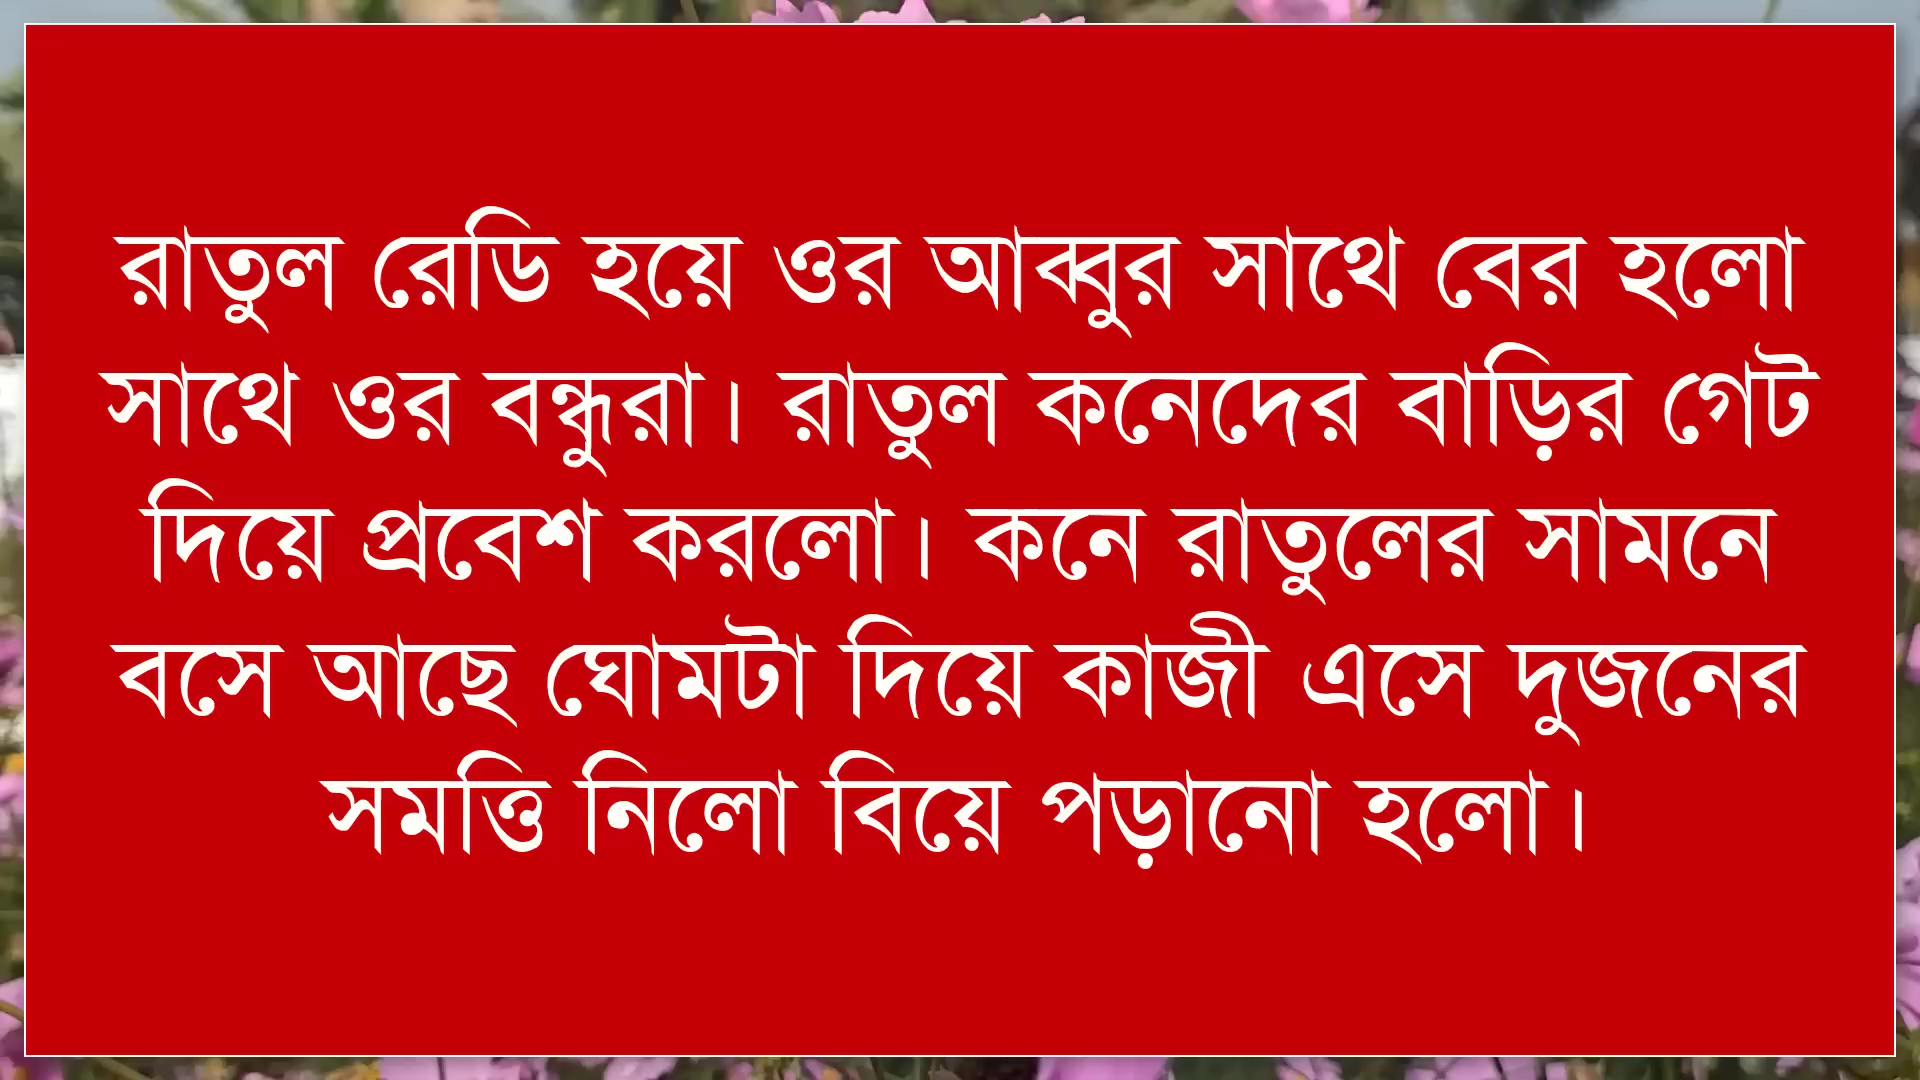 রাতুল রেডি হয়ে ওর আব্বুর সাথে বের হলো
সাথে ওর বন্ধুরা। রাতুল কনেদের বাড়ির গেট
দিয়ে প্রবেশ করলো। কনে রাতুলের সামনে
বসে আছে ঘোমটা দিয়ে কাজী এসে দুজনের
সমত্তি নিলো বিয়ে পড়ানো হলো।